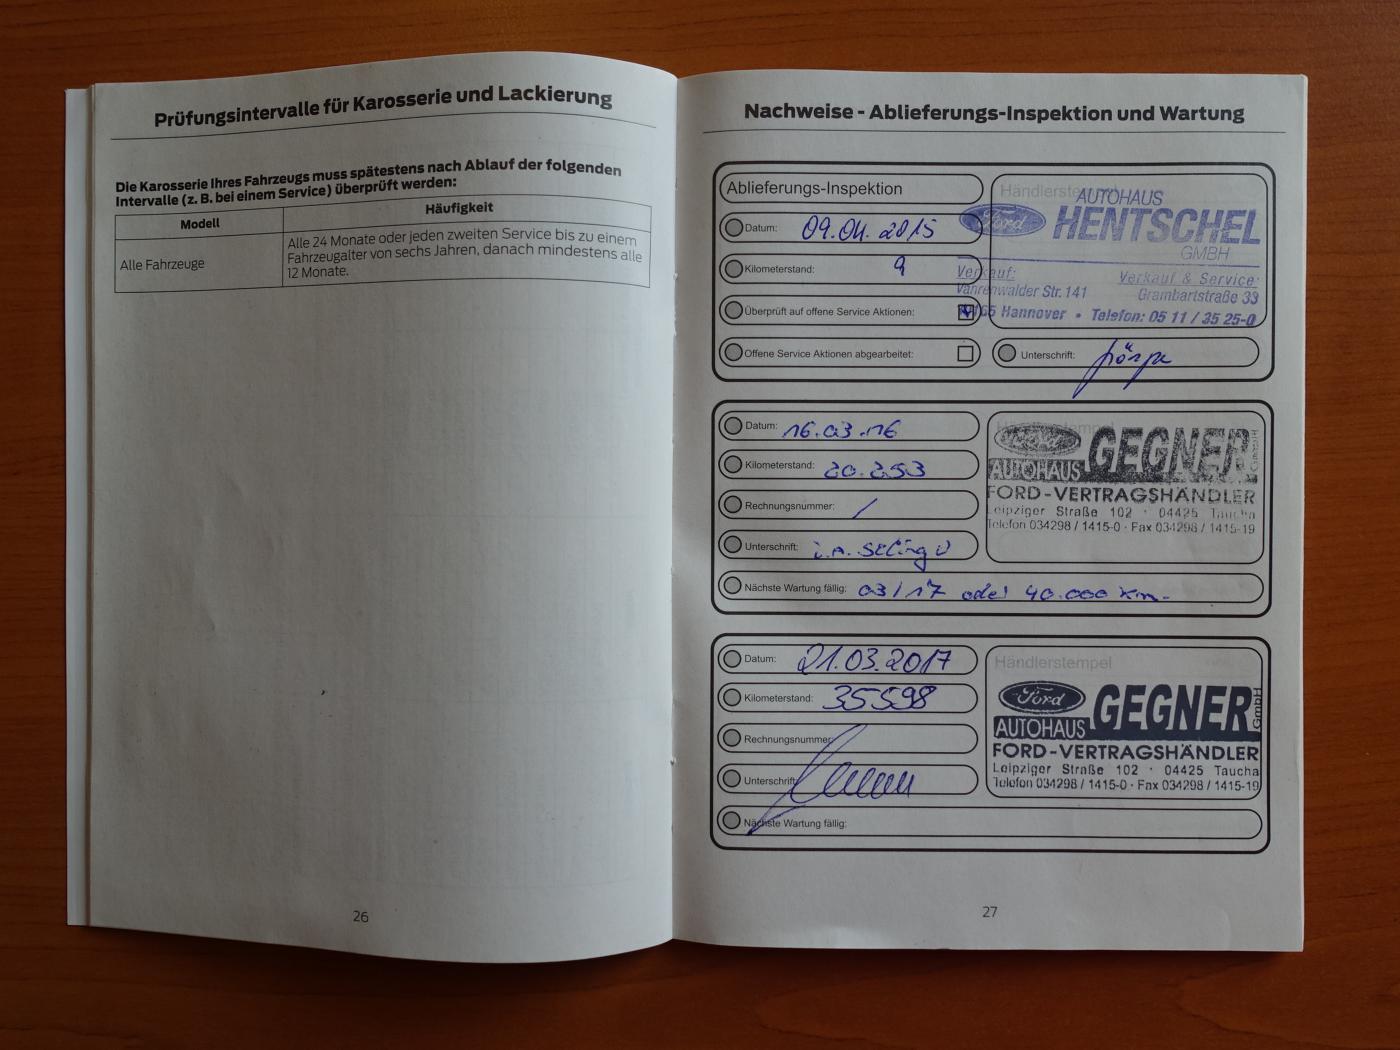 Prüfungsintervalle für Karosserie und Lackierung
Die Karosserie Ihres Fahrzeugs muss spätestens nach Ablauf der folgenden
Intervalle (z. B. bei einem Service) überprüft werden:
Modell
Häufigkeit
Alle Fahrzeuge
Alle 24 Monate oder jeden zweiten Service bis zu einem
Fahrzeugalter von sechs Jahren, danach mindestens alle
12 Monate.
26
Nachweise - Ablieferungs-Inspektion und Wartung
Ablieferungs-Inspektion
Datum: 09.04.2015
Kilometerstand: 9
Überprüft auf offene Service Aktionen:
Offene Service Aktionen abgearbeitet:
Händlerstempel
Ford
AUTOHAUS
HENTSCHEL
GMBH
Verkauf:
Verkauf & Service:
Vahrenwalder Str. 141
Grambartstraße 33
Hannover • Telefon: 05 11 / 35 25-0
Unterschrift:
Datum: 16.03.16
Kilometerstand: 20.253
Rechnungsnummer: /
Unterschrift: i.A.
Nächste Wartung fällig: 03/17 oder 40.000 km.
Händlerstempel
Ford
AUTOHAUS GEGNER GmbH
FORD-VERTRAGSHÄNDLER
Leipziger Straße 102 · 04425 Taucha
Telefon 034298 / 1415-0 · Fax 034298 / 1415-19
Datum: 21.03.2017
Kilometerstand: 35598
Rechnungsnummer:
Unterschrift:
Nächste Wartung fällig:
Händlerstempel
Ford
AUTOHAUS GEGNER GmbH
FORD-VERTRAGSHÄNDLER
Leipziger Straße 102 · 04425 Taucha
Telefon 034298 / 1415-0 · Fax 034298 / 1415-19
27